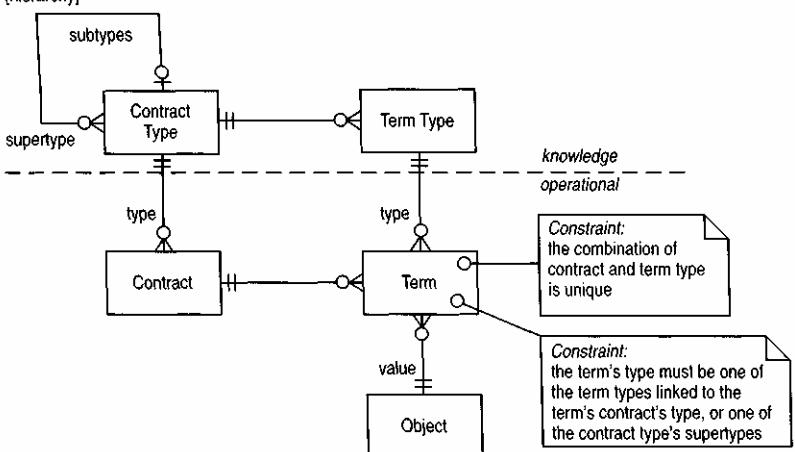 [hierarchy]
subtypes
Contract
Type
Term Type
supertype
knowledge
operational
type
type
Contract
Term
Constraint:
the combination of
contract and term type
is unique
value
Object
Constraint:
the term's type must be one of
the term types linked to the
term's contract's type, or one of
the contract type's supertypes